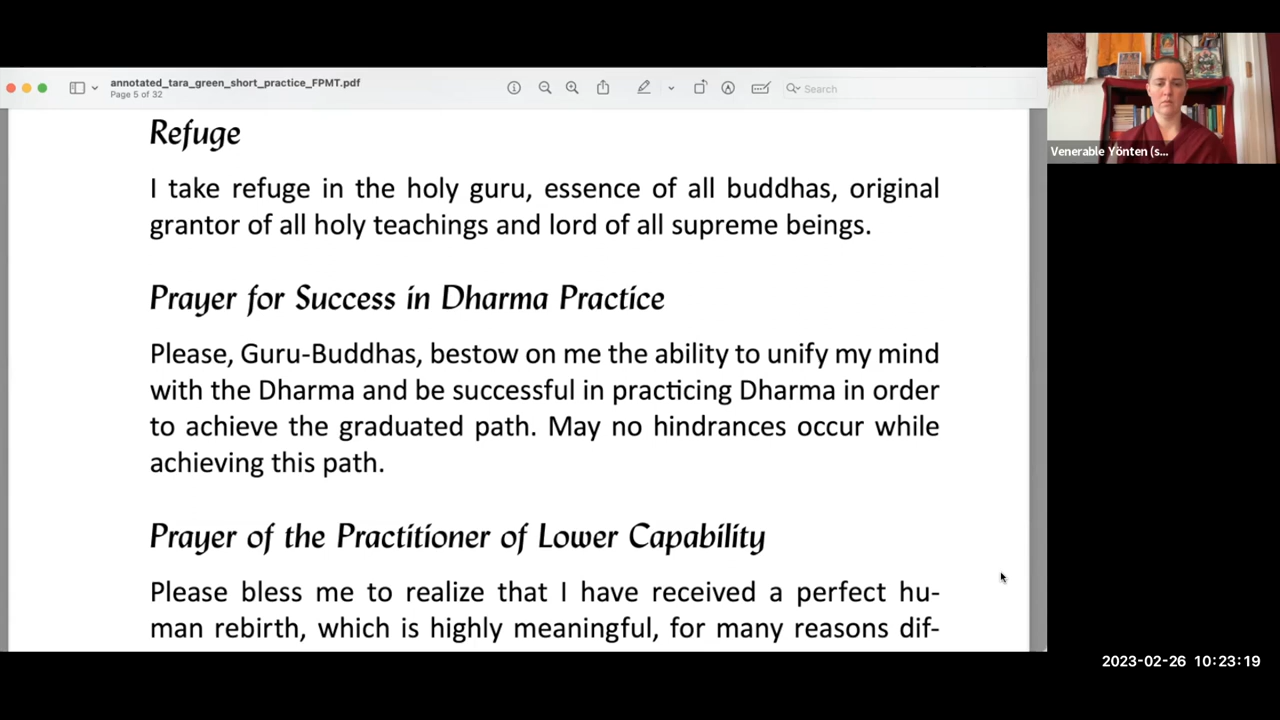 annotated_tara_green_short_practice_FPMT.pdf
Page 5 of 32
Search
Refuge
I take refuge in the holy guru, essence of all buddhas, original
grantor of all holy teachings and lord of all supreme beings.
Prayer for Success in Dharma Practice
Please, Guru-Buddhas, bestow on me the ability to unify my mind
with the Dharma and be successful in practicing Dharma in order
to achieve the graduated path. May no hindrances occur while
achieving this path.
Prayer of the Practitioner of Lower Capability
Please bless me to realize that I have received a perfect hu-
man rebirth, which is highly meaningful, for many reasons dif-
Venerable Yönten (s...
2023-02-26 10:23:19